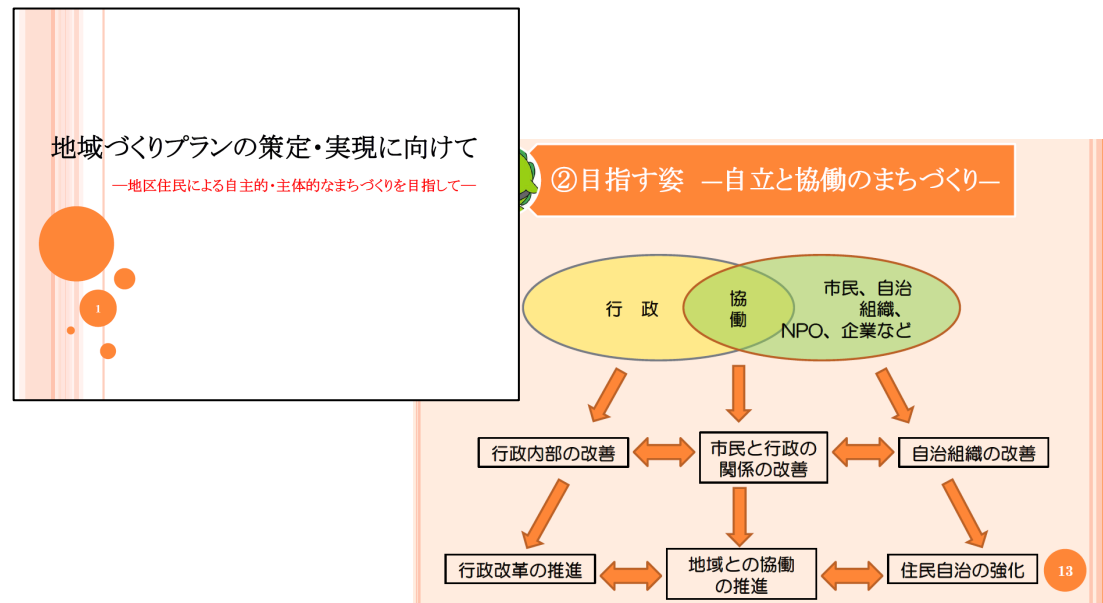 地域づくりプランの策定・実現に向けて
―地区住民による自主的・主体的なまちづくりを目指して―
1
②目指す姿 ―自立と協働のまちづくり―
行 政
協
働
市民、自治
組織、
NPO、企業など
行政内部の改善
市民と行政の
関係の改善
自治組織の改善
行政改革の推進
地域との協働
の推進
住民自治の強化
13